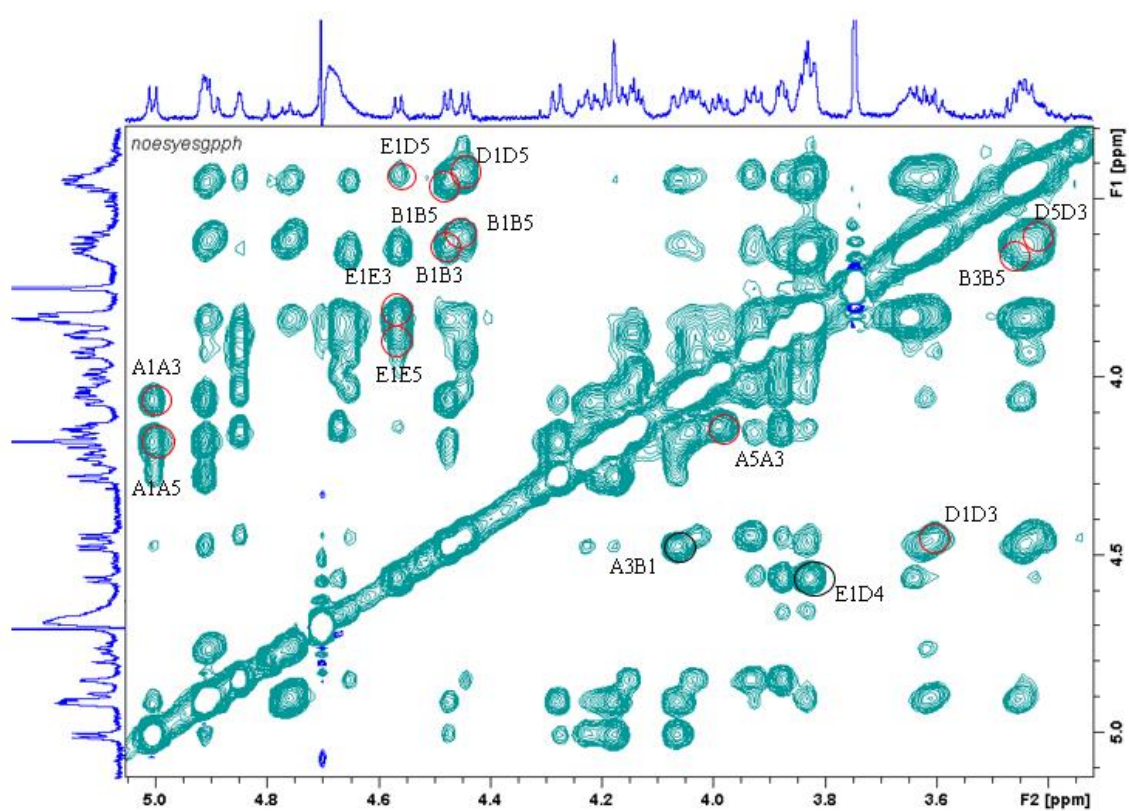 noesyesgpph
E1D5
D1D5
F1 [ppm]
B1B5
B1B5
D5D3
E1E3
B1B3
B3B5
E1E5
A1A3
4.0
A1A5
A5A3
D1D3
4.5
A3B1
E1D4
5.0
5.0
4.8
4.6
4.4
4.2
4.0
3.8
3.6
F2 [ppm]